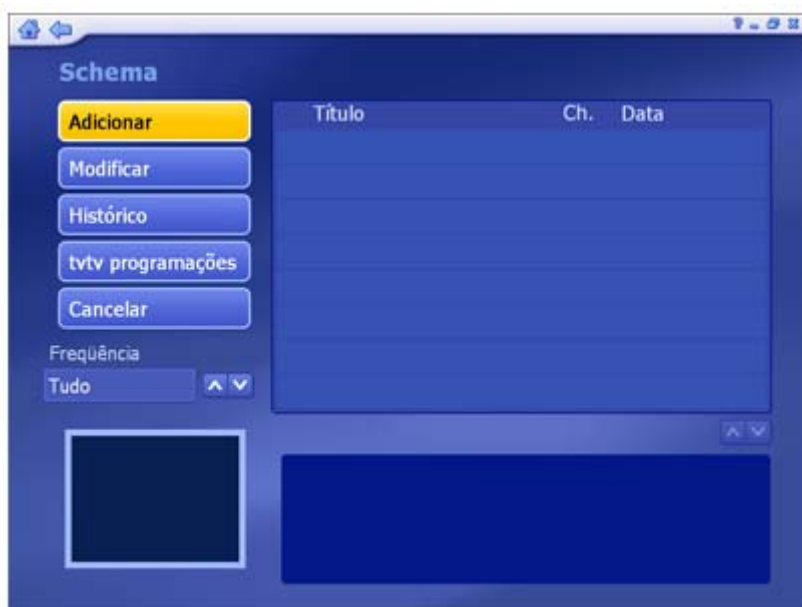 Schema
Adicionar
Modificar
Histórico
tvtv programações
Cancelar
Freqüência
Tudo
Título Ch. Data